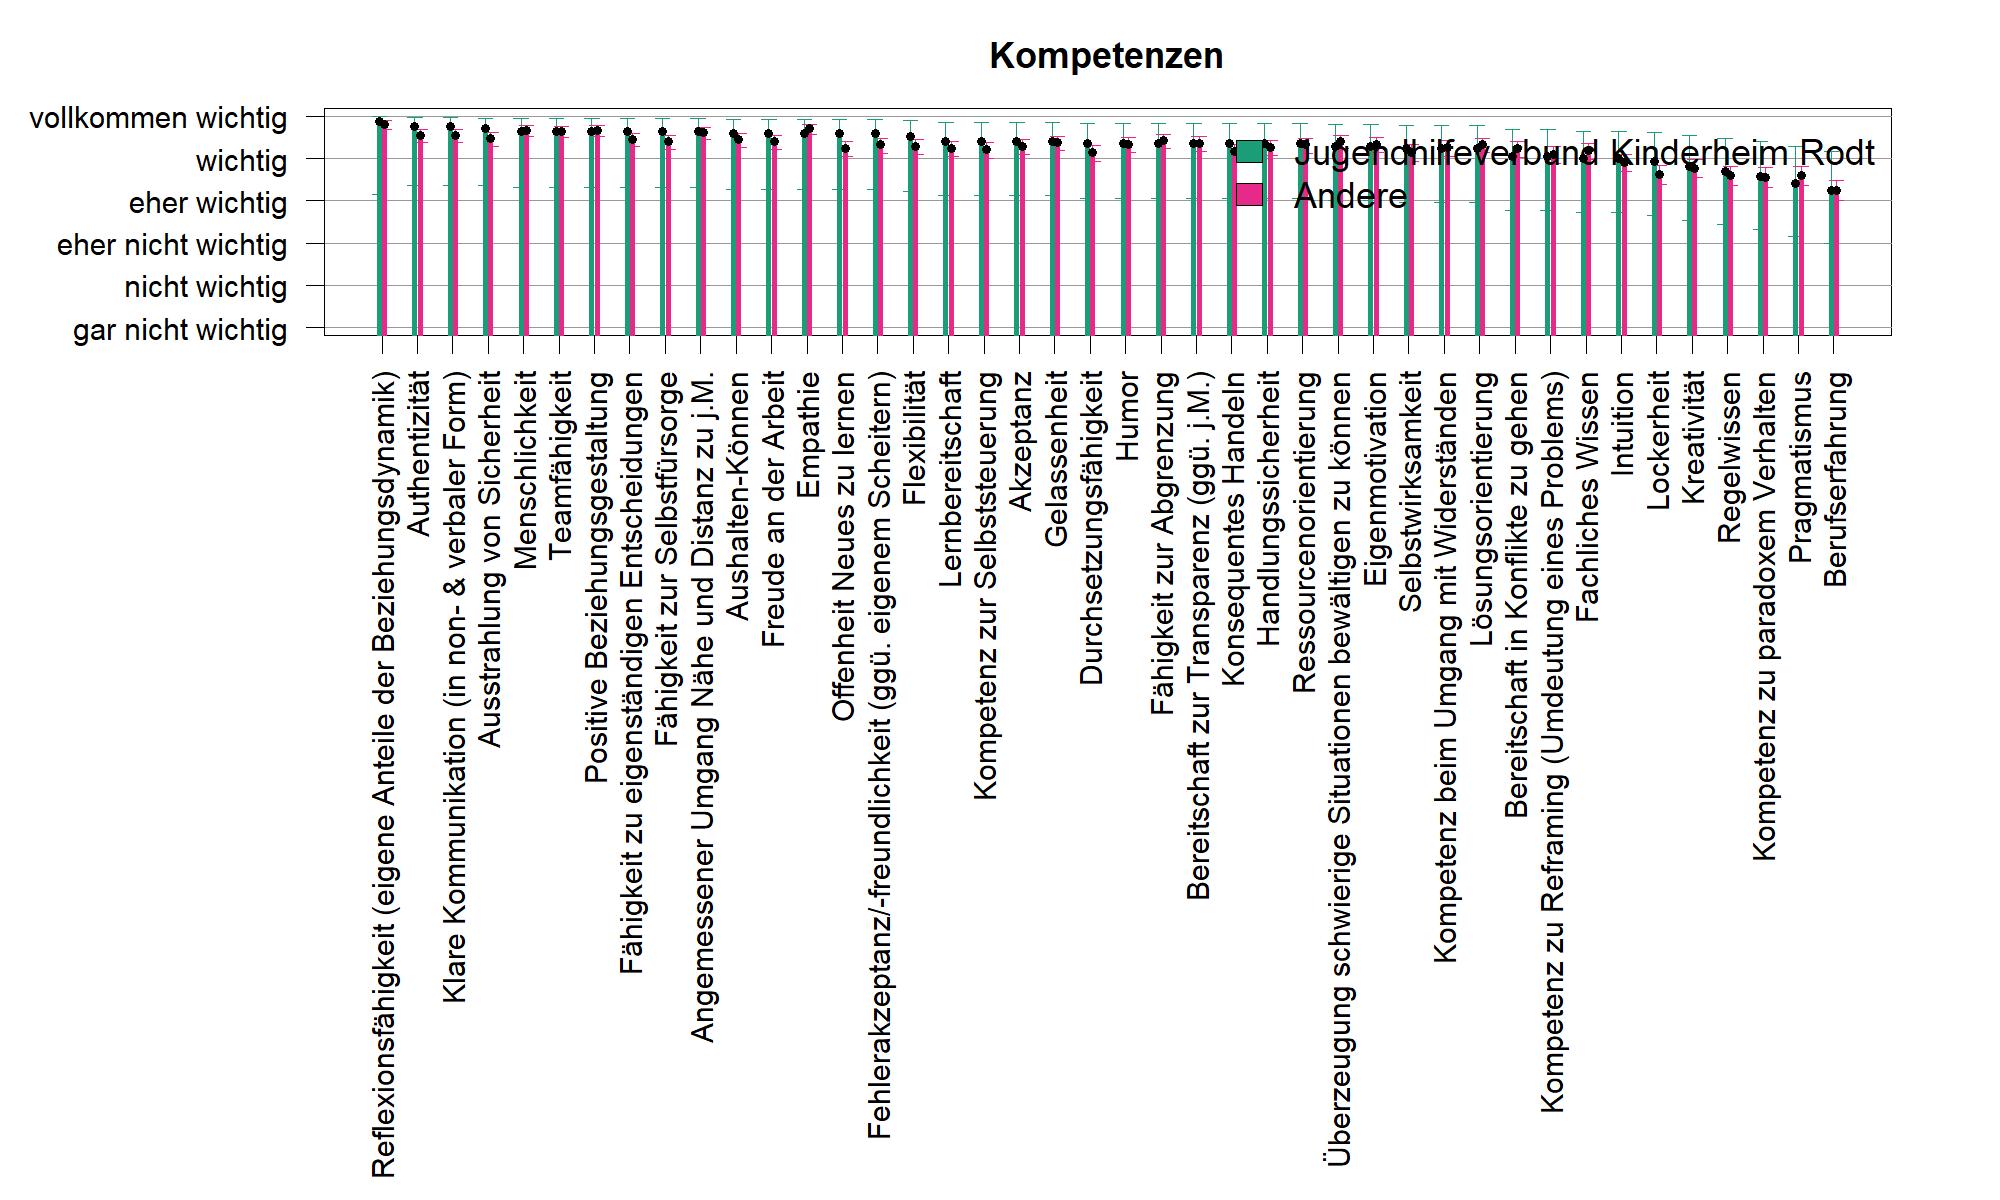 Kompetenzen
vollkommen wichtig
wichtig
eher wichtig
eher nicht wichtig
nicht wichtig
gar nicht wichtig
Jugendhilfeverbund Kinderheim Rodt
Andere
Reflexionsfähigkeit (eigene Anteile der Beziehungsdynamik)
Authentizität
Klare Kommunikation (in non- & verbaler Form)
Ausstrahlung von Sicherheit
Menschlichkeit
Teamfähigkeit
Positive Beziehungsgestaltung
Fähigkeit zu eigenständigen Entscheidungen
Fähigkeit zur Selbstfürsorge
Angemessener Umgang Nähe und Distanz zu j.M.
Aushalten-Können
Freude an der Arbeit
Empathie
Offenheit Neues zu lernen
Fehlerakzeptanz/-freundlichkeit (ggü. eigenem Scheitern)
Flexibilität
Lernbereitschaft
Kompetenz zur Selbststeuerung
Akzeptanz
Gelassenheit
Durchsetzungsfähigkeit
Humor
Fähigkeit zur Abgrenzung
Bereitschaft zur Transparenz (ggü. j.M.)
Konsequentes Handeln
Handlungssicherheit
Ressourcenorientierung
Überzeugung schwierige Situationen bewältigen zu können
Eigenmotivation
Selbstwirksamkeit
Kompetenz beim Umgang mit Widerständen
Lösungsorientierung
Bereitschaft in Konflikte zu gehen
Kompetenz zu Reframing (Umdeutung eines Problems)
Fachliches Wissen
Intuition
Lockerheit
Kreativität
Regelwissen
Kompetenz zu paradoxem Verhalten
Pragmatismus
Berufserfahrung